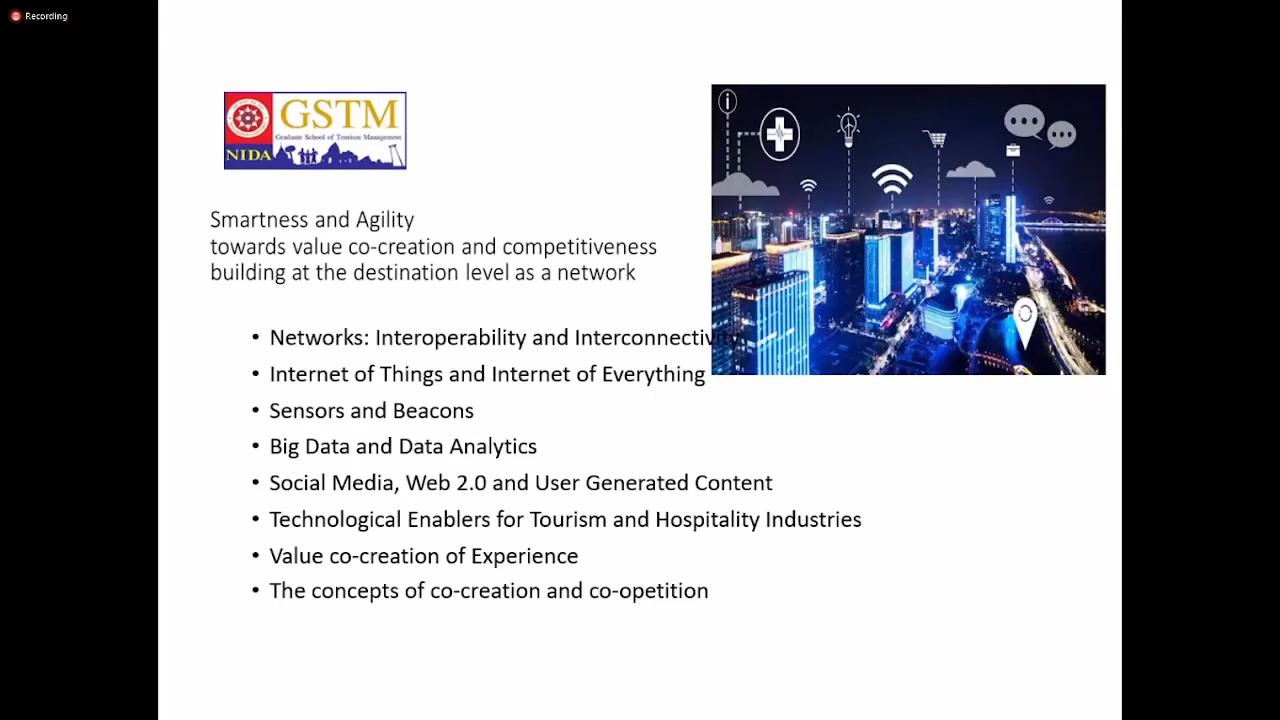 Recording
GSTM
Graduate School of Tourism Management
NIDA
i
Smartness and Agility
towards value co-creation and competitiveness
building at the destination level as a network
• Networks: Interoperability and Interconnectivity
• Internet of Things and Internet of Everything
• Sensors and Beacons
• Big Data and Data Analytics
• Social Media, Web 2.0 and User Generated Content
• Technological Enablers for Tourism and Hospitality Industries
• Value co-creation of Experience
• The concepts of co-creation and co-opetition